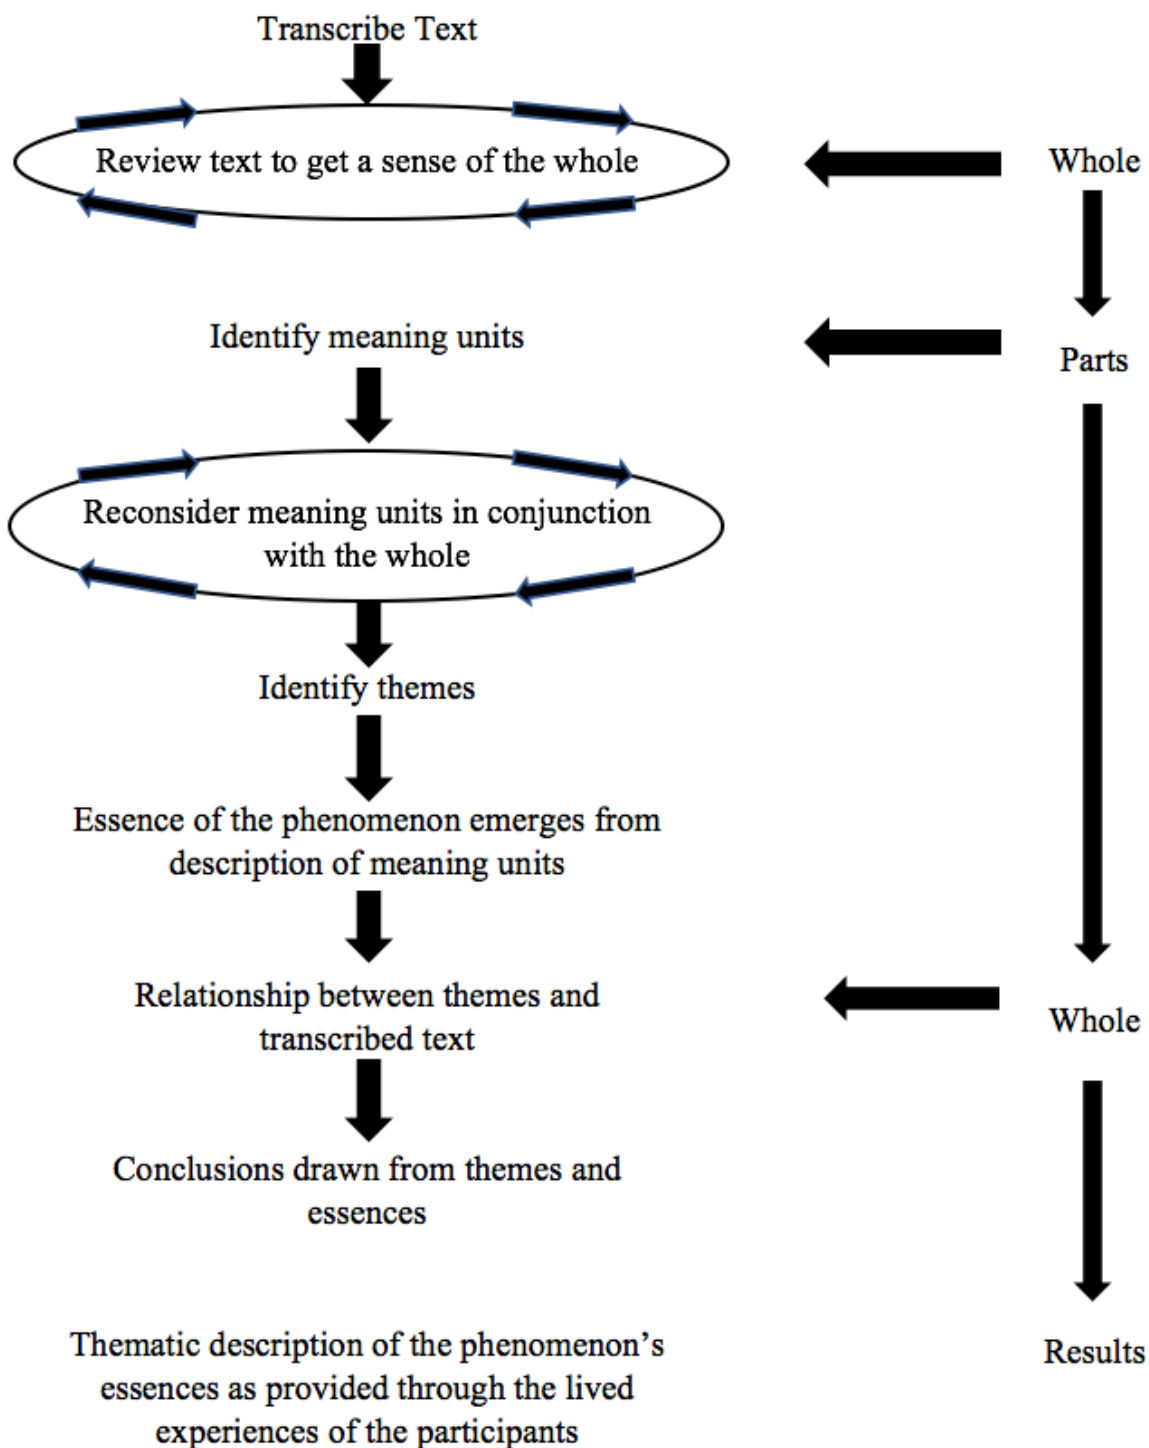 Transcribe Text
Review text to get a sense of the whole
Whole
Identify meaning units
Parts
Reconsider meaning units in conjunction
with the whole
Identify themes
Essence of the phenomenon emerges from
description of meaning units
Relationship between themes and
transcribed text
Whole
Conclusions drawn from themes and
essences
Thematic description of the phenomenon's
essences as provided through the lived
experiences of the participants
Results